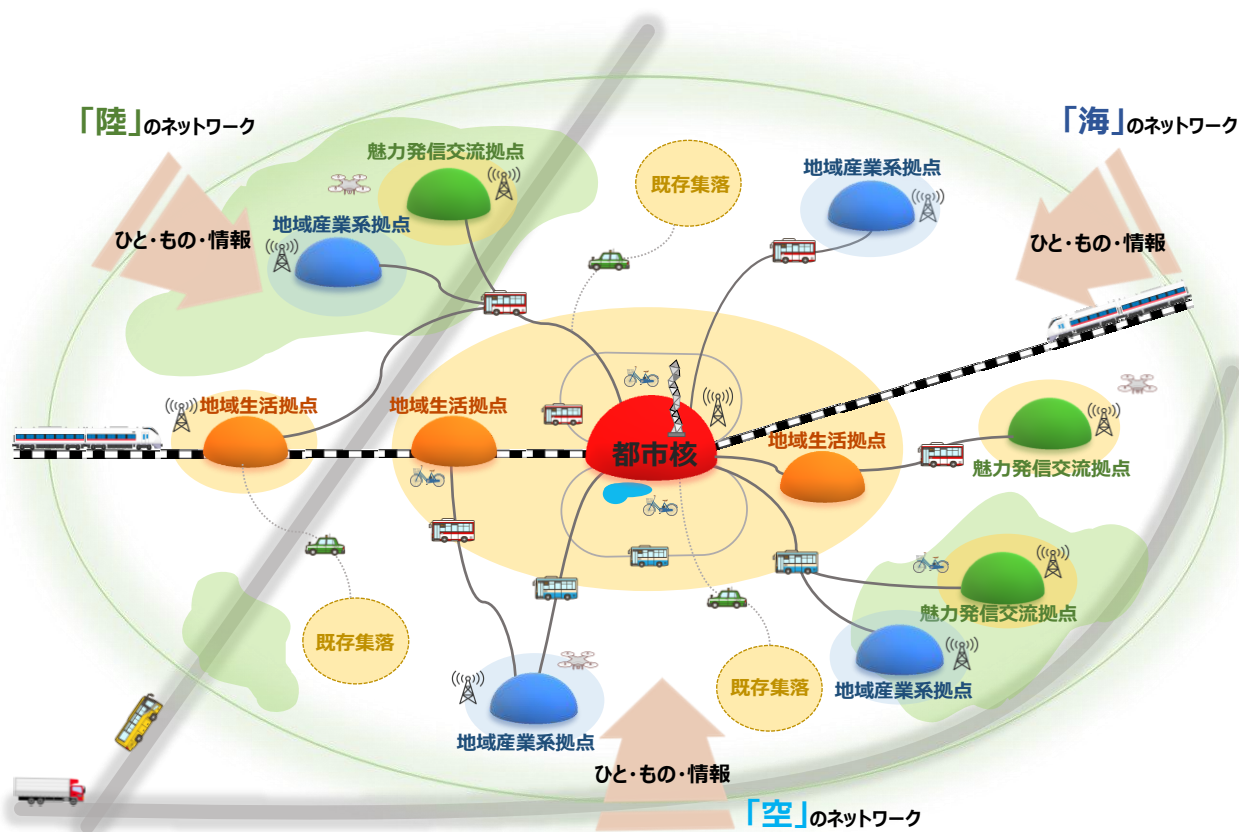 「陸」のネットワーク
「海」のネットワーク
魅力発信交流拠点
既存集落
地域産業系拠点
地域産業系拠点
ひと・もの・情報
ひと・もの・情報
地域生活拠点
地域生活拠点
都市核
地域生活拠点
魅力発信交流拠点
魅力発信交流拠点
既存集落
既存集落
地域産業系拠点
地域産業系拠点
ひと・もの・情報
「空」のネットワーク